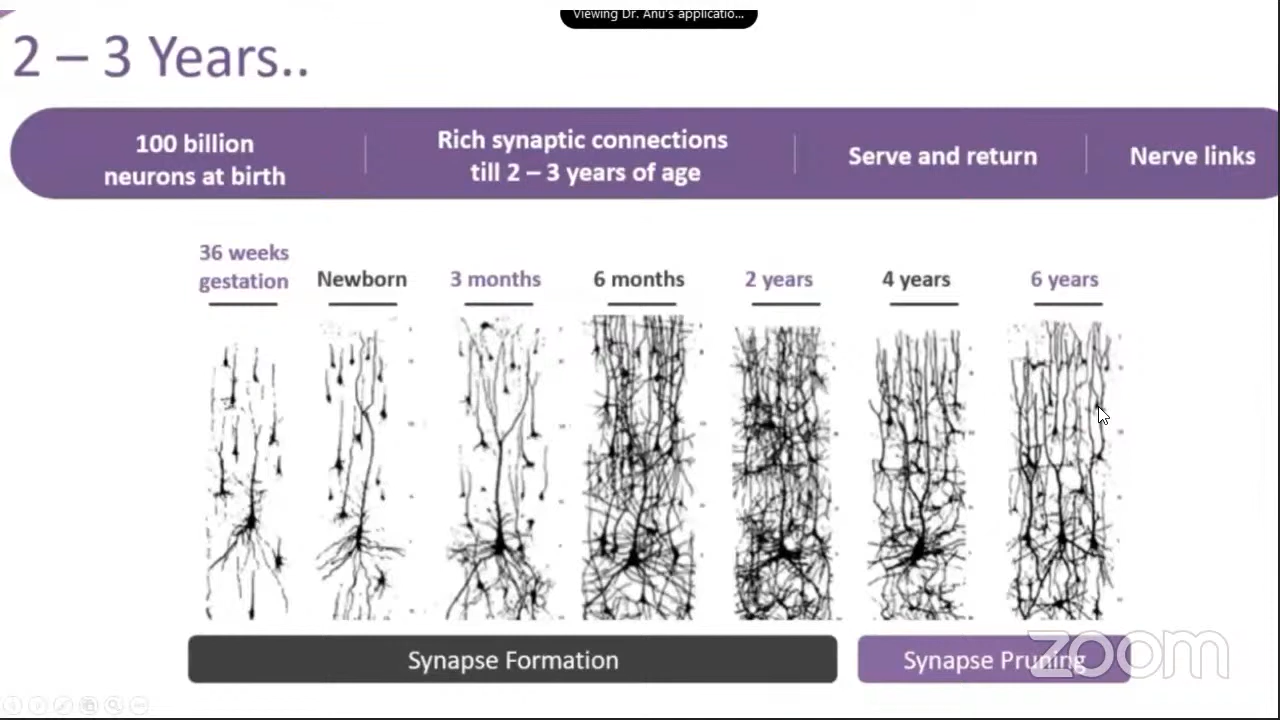 Viewing Dr. Anu's applicatio...
2 – 3 Years..
100 billion
neurons at birth
Rich synaptic connections
till 2 – 3 years of age
Serve and return
Nerve links
36 weeks
gestation
Newborn
3 months
6 months
2 years
4 years
6 years
Synapse Formation
Synapse Pruning
zoom